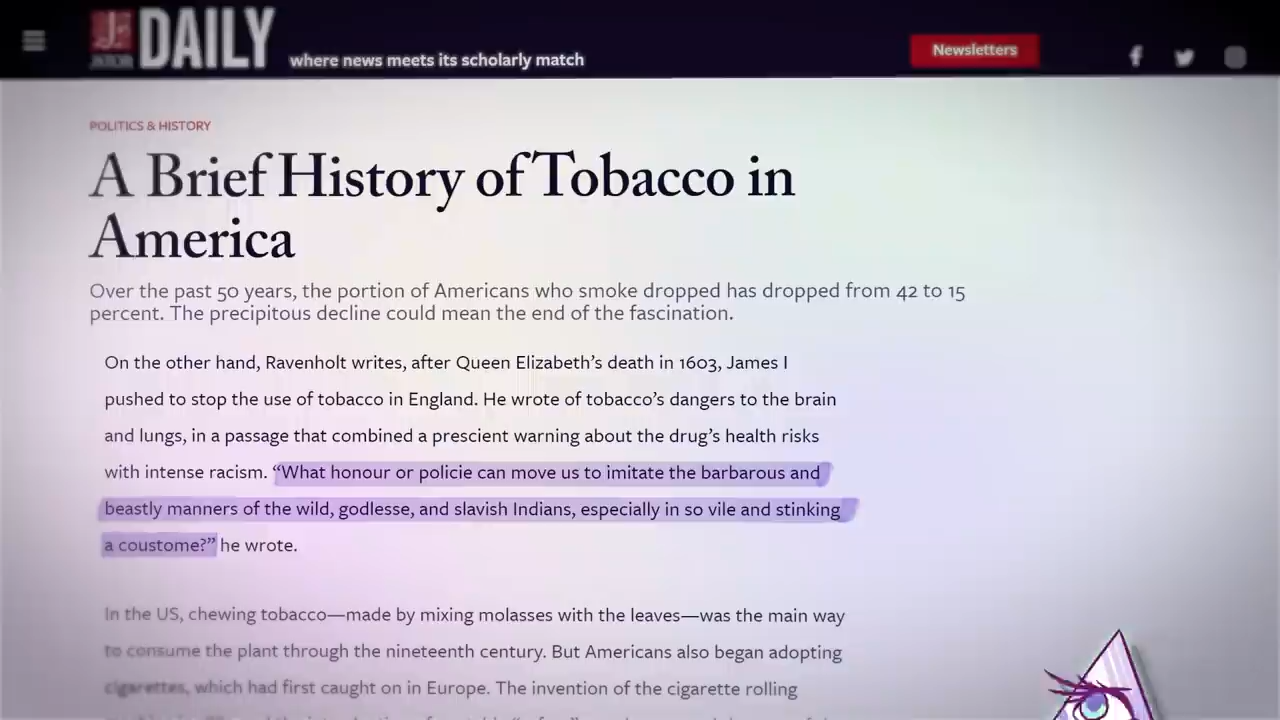 DAILY
where news meets its scholarly match
Newsletters
POLITICS & HISTORY
A Brief History of Tobacco in
America
Over the past 50 years, the portion of Americans who smoke dropped has dropped from 42 to 15
percent. The precipitous decline could mean the end of the fascination.
On the other hand, Ravenholt writes, after Queen Elizabeth’s death in 1603, James I
pushed to stop the use of tobacco in England. He wrote of tobacco’s dangers to the brain
and lungs, in a passage that combined a prescient warning about the drug’s health risks
with intense racism. “What honour or policie can move us to imitate the barbarous and
beastly manners of the wild, godlesse, and slavish Indians, especially in so vile and stinking
a coustome?” he wrote.
In the US, chewing tobacco—made by mixing molasses with the leaves—was the main way
to consume the plant through the nineteenth century. But Americans also began adopting
cigarettes, which had first caught on in Europe. The invention of the cigarette rolling